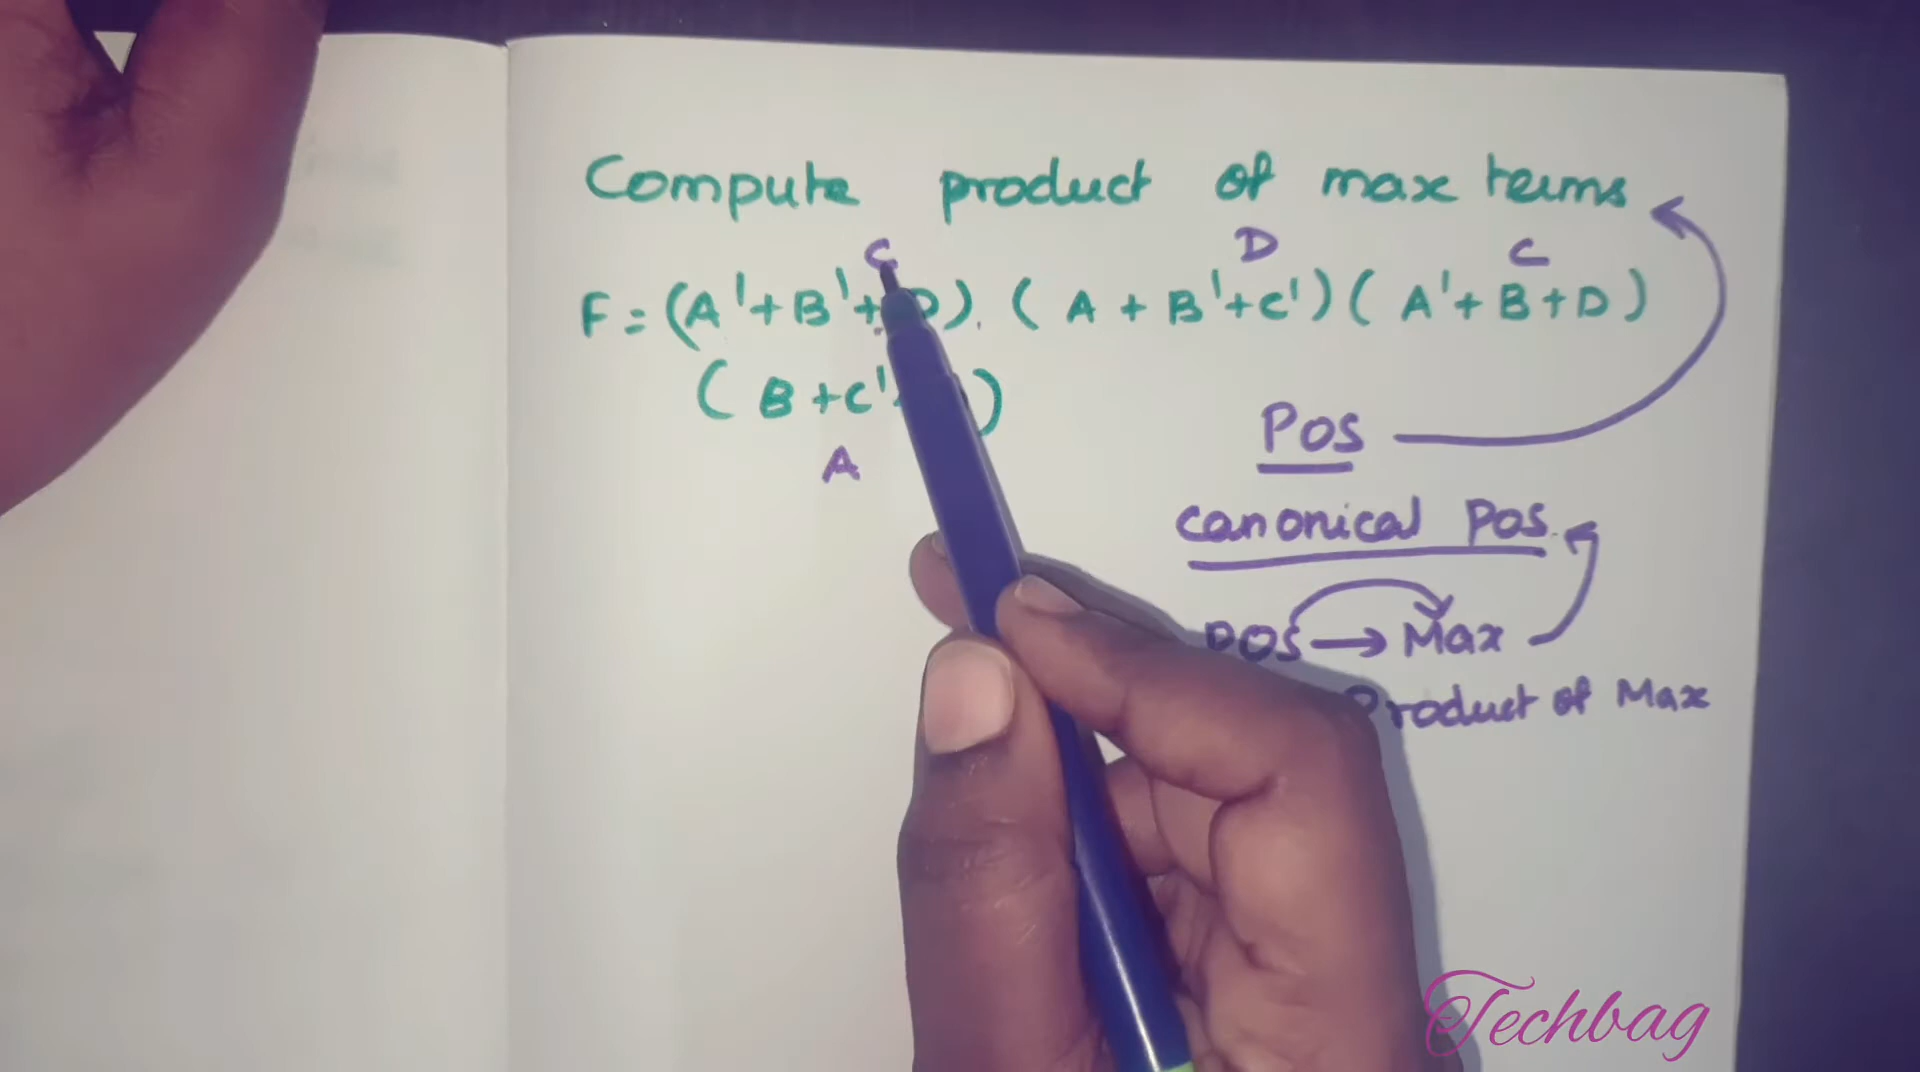 Compute product of max terms
C D C
F = (A' + B' + D). (A + B' + C') (A' + B + D)
(B + C'
A
POS
canonical POS
POS → Max
Product of Max
Techbag